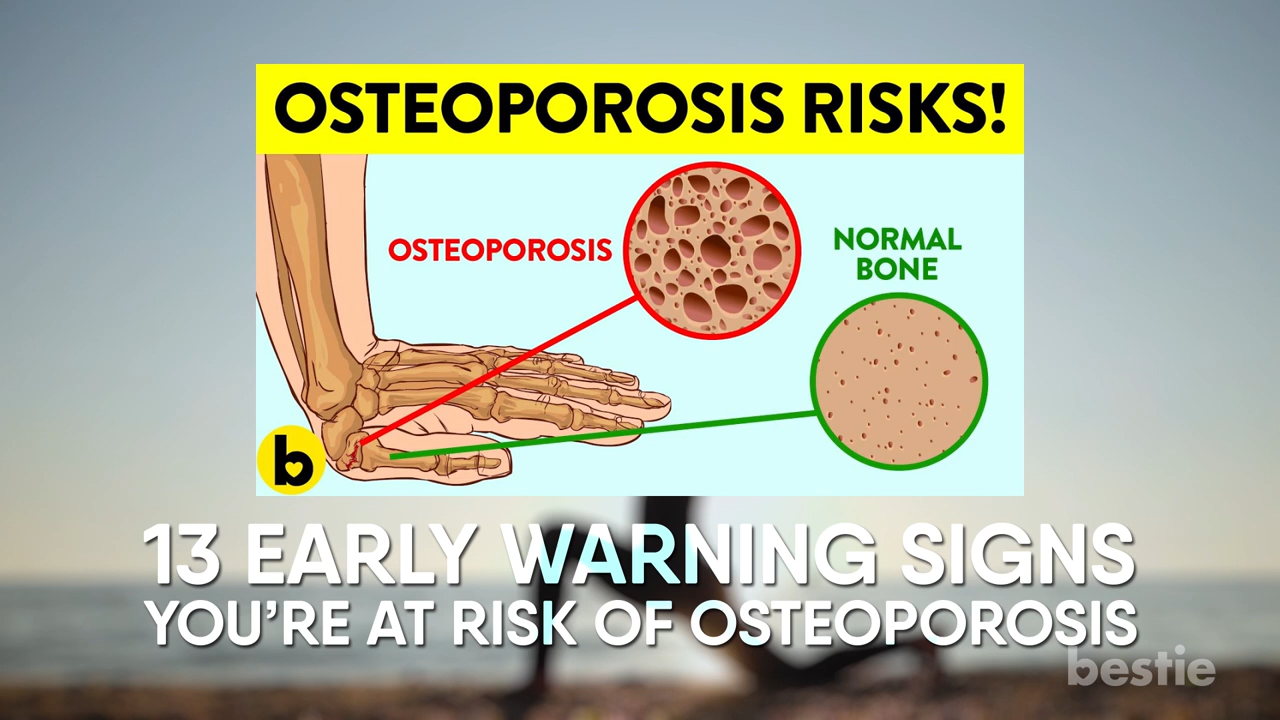 OSTEOPOROSIS RISKS!
OSTEOPOROSIS
NORMAL
BONE
b
13 EARLY WARNING SIGNS
YOU'RE AT RISK OF OSTEOPOROSIS
bestie